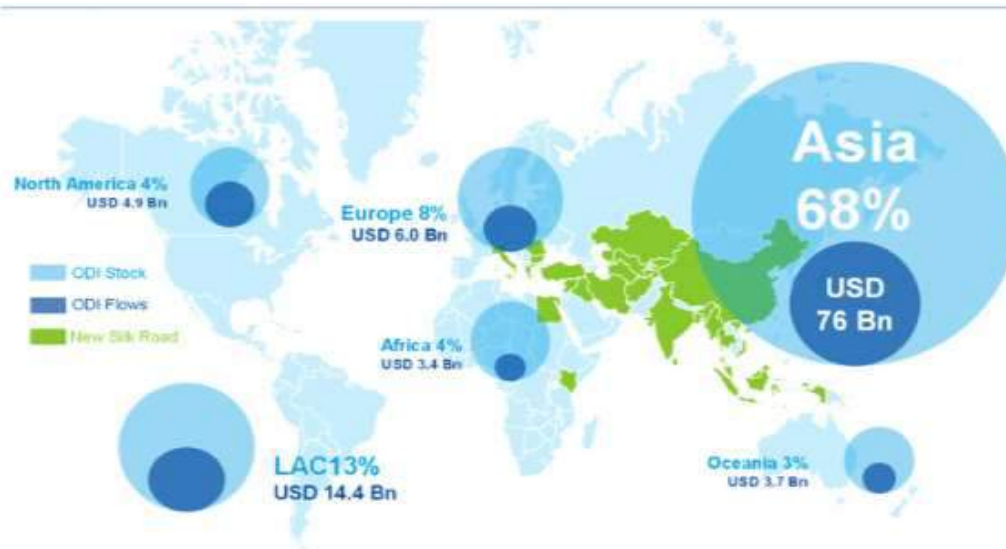 North America 4%
USD 4.9 Bn
Europe 8%
USD 6.0 Bn
Asia
68%
USD
76 Bn
ODI Stock
ODI Flows
New Silk Road
Africa 4%
USD 3.4 Bn
LAC13%
USD 14.4 Bn
Oceania 3%
USD 3.7 Bn